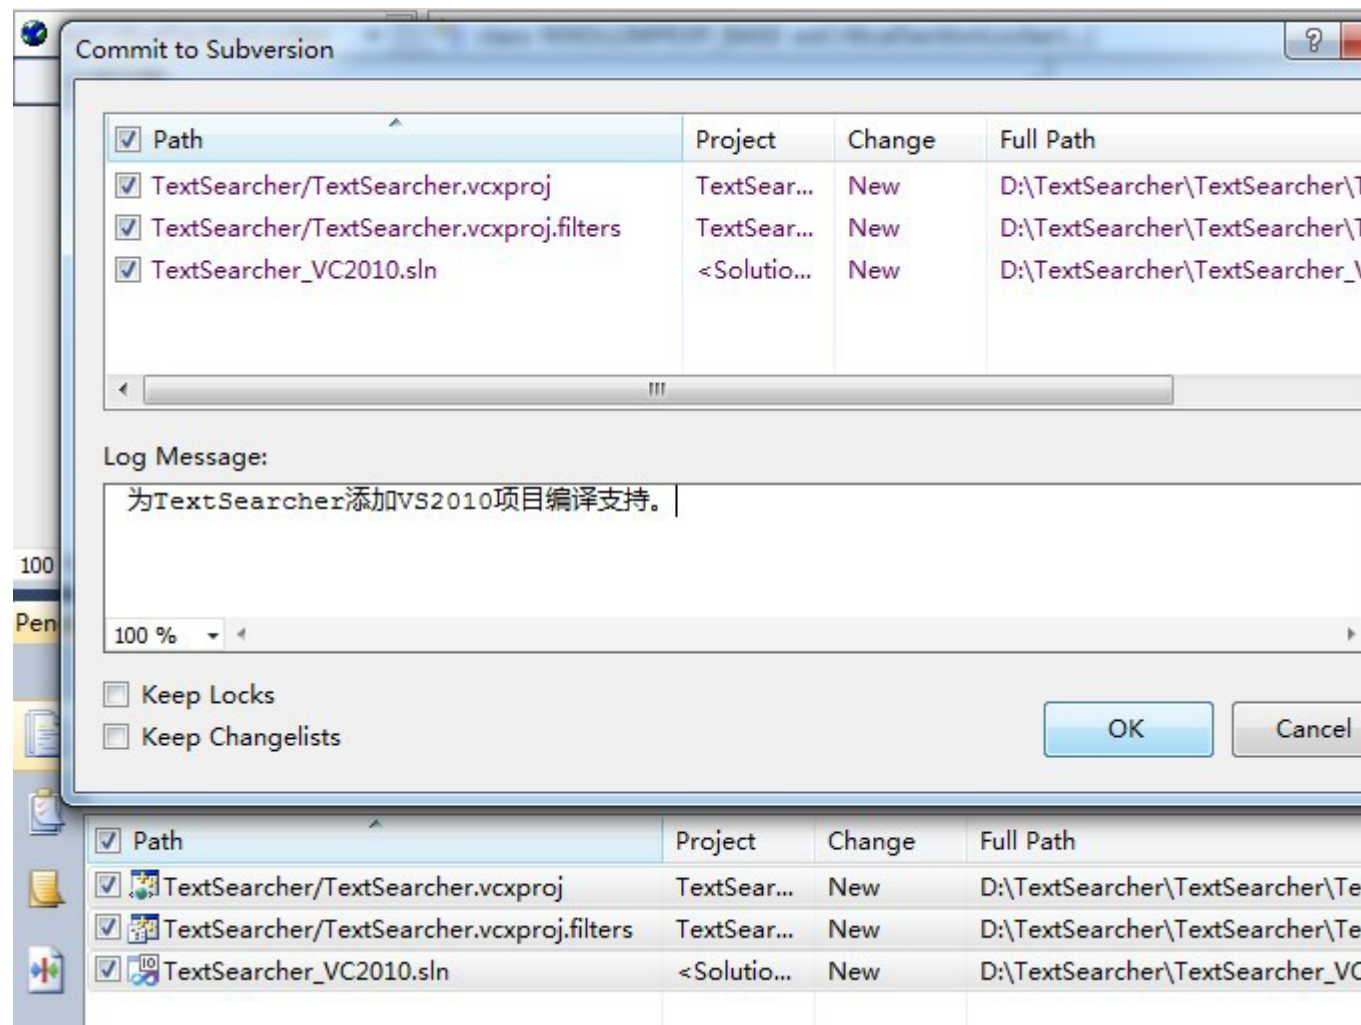 Commit to Subversion
?
Path Project Change Full Path
TextSearcher/TextSearcher.vcxproj TextSear... New D:\TextSearcher\TextSearcher\T
TextSearcher/TextSearcher.vcxproj.filters TextSear... New D:\TextSearcher\TextSearcher\T
TextSearcher_VC2010.sln <Solutio... New D:\TextSearcher\TextSearcher_V
Log Message:
为TextSearcher添加VS2010项目编译支持。
100
100 %
Pen
Keep Locks
Keep Changelists
OK Cancel
Path Project Change Full Path
TextSearcher/TextSearcher.vcxproj TextSear... New D:\TextSearcher\TextSearcher\Te
TextSearcher/TextSearcher.vcxproj.filters TextSear... New D:\TextSearcher\TextSearcher\Te
TextSearcher_VC2010.sln <Solutio... New D:\TextSearcher\TextSearcher_VC